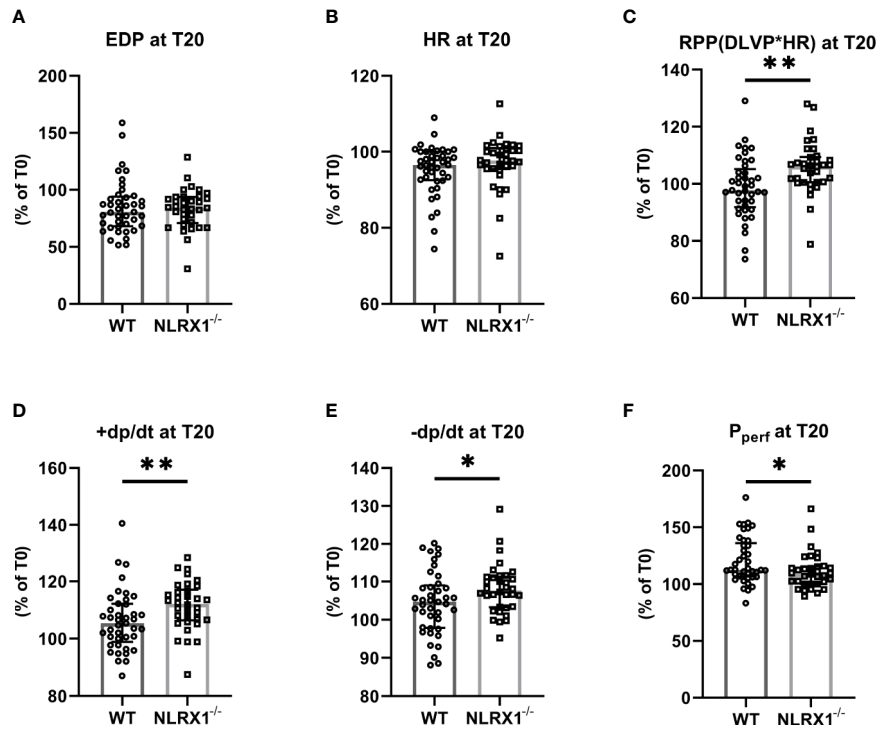 A
EDP at T20
200
150
100
50
0
(% of T0)
WT NLRX1-/-
B
HR at T20
120
100
80
60
(% of T0)
WT NLRX1-/-
C
RPP(DLVP*HR) at T20
**
140
120
100
80
60
(% of T0)
WT NLRX1-/-
D
+dp/dt at T20
**
160
140
120
100
80
(% of T0)
WT NLRX1-/-
E
-dp/dt at T20
*
140
130
120
110
100
90
80
(% of T0)
WT NLRX1-/-
F
Pperf at T20
*
200
150
100
50
0
(% of T0)
WT NLRX1-/-